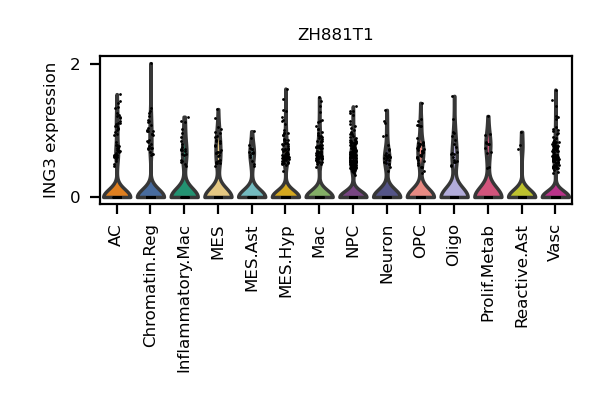 ZH881T1
ING3 expression
2
0
AC
Chromatin.Reg
Inflammatory.Mac
MES
MES.Ast
MES.Hyp
Mac
NPC
Neuron
OPC
Oligo
Prolif.Metab
Reactive.Ast
Vasc